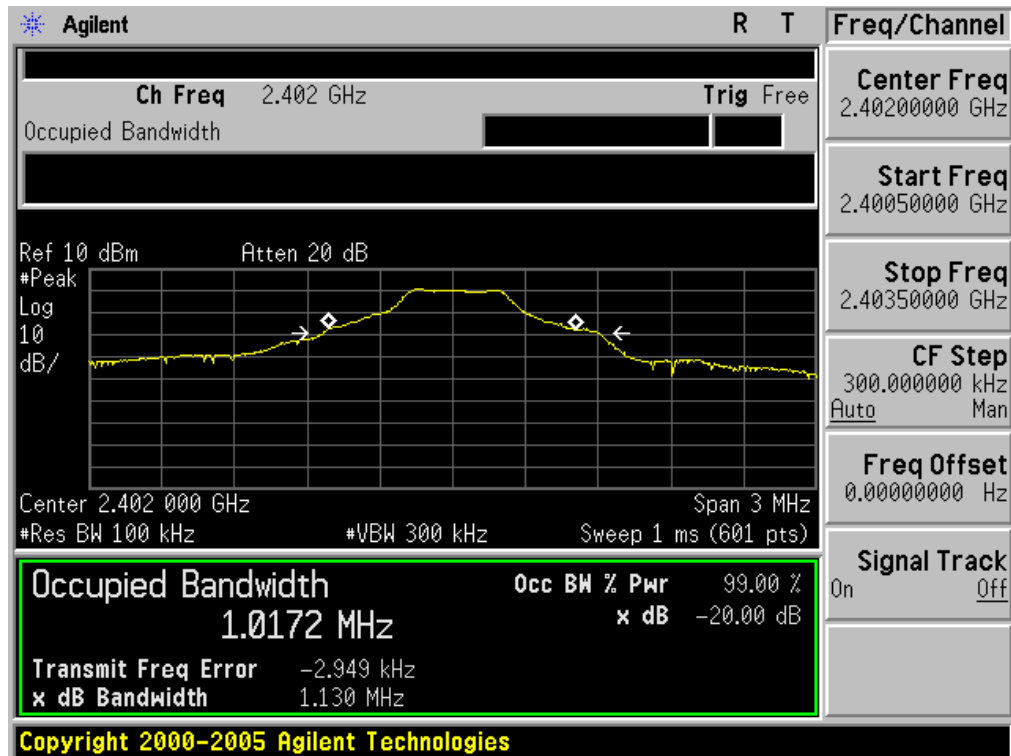 Agilent R T Freq/Channel
Ch Freq 2.402 GHz Trig Free
Occupied Bandwidth
Center Freq
2.40200000 GHz
Start Freq
2.40050000 GHz
Stop Freq
2.40350000 GHz
CF Step
300.000000 kHz
Auto Man
Freq Offset
0.00000000 Hz
Signal Track
On Off
Ref 10 dBm Atten 20 dB
#Peak
Log
10
dB/
Center 2.402 000 GHz Span 3 MHz
#Res BW 100 kHz #VBW 300 kHz Sweep 1 ms (601 pts)
Occupied Bandwidth
1.0172 MHz
Occ BW % Pwr 99.00 %
x dB -20.00 dB
Transmit Freq Error -2.949 kHz
x dB Bandwidth 1.130 MHz
Copyright 2000-2005 Agilent Technologies